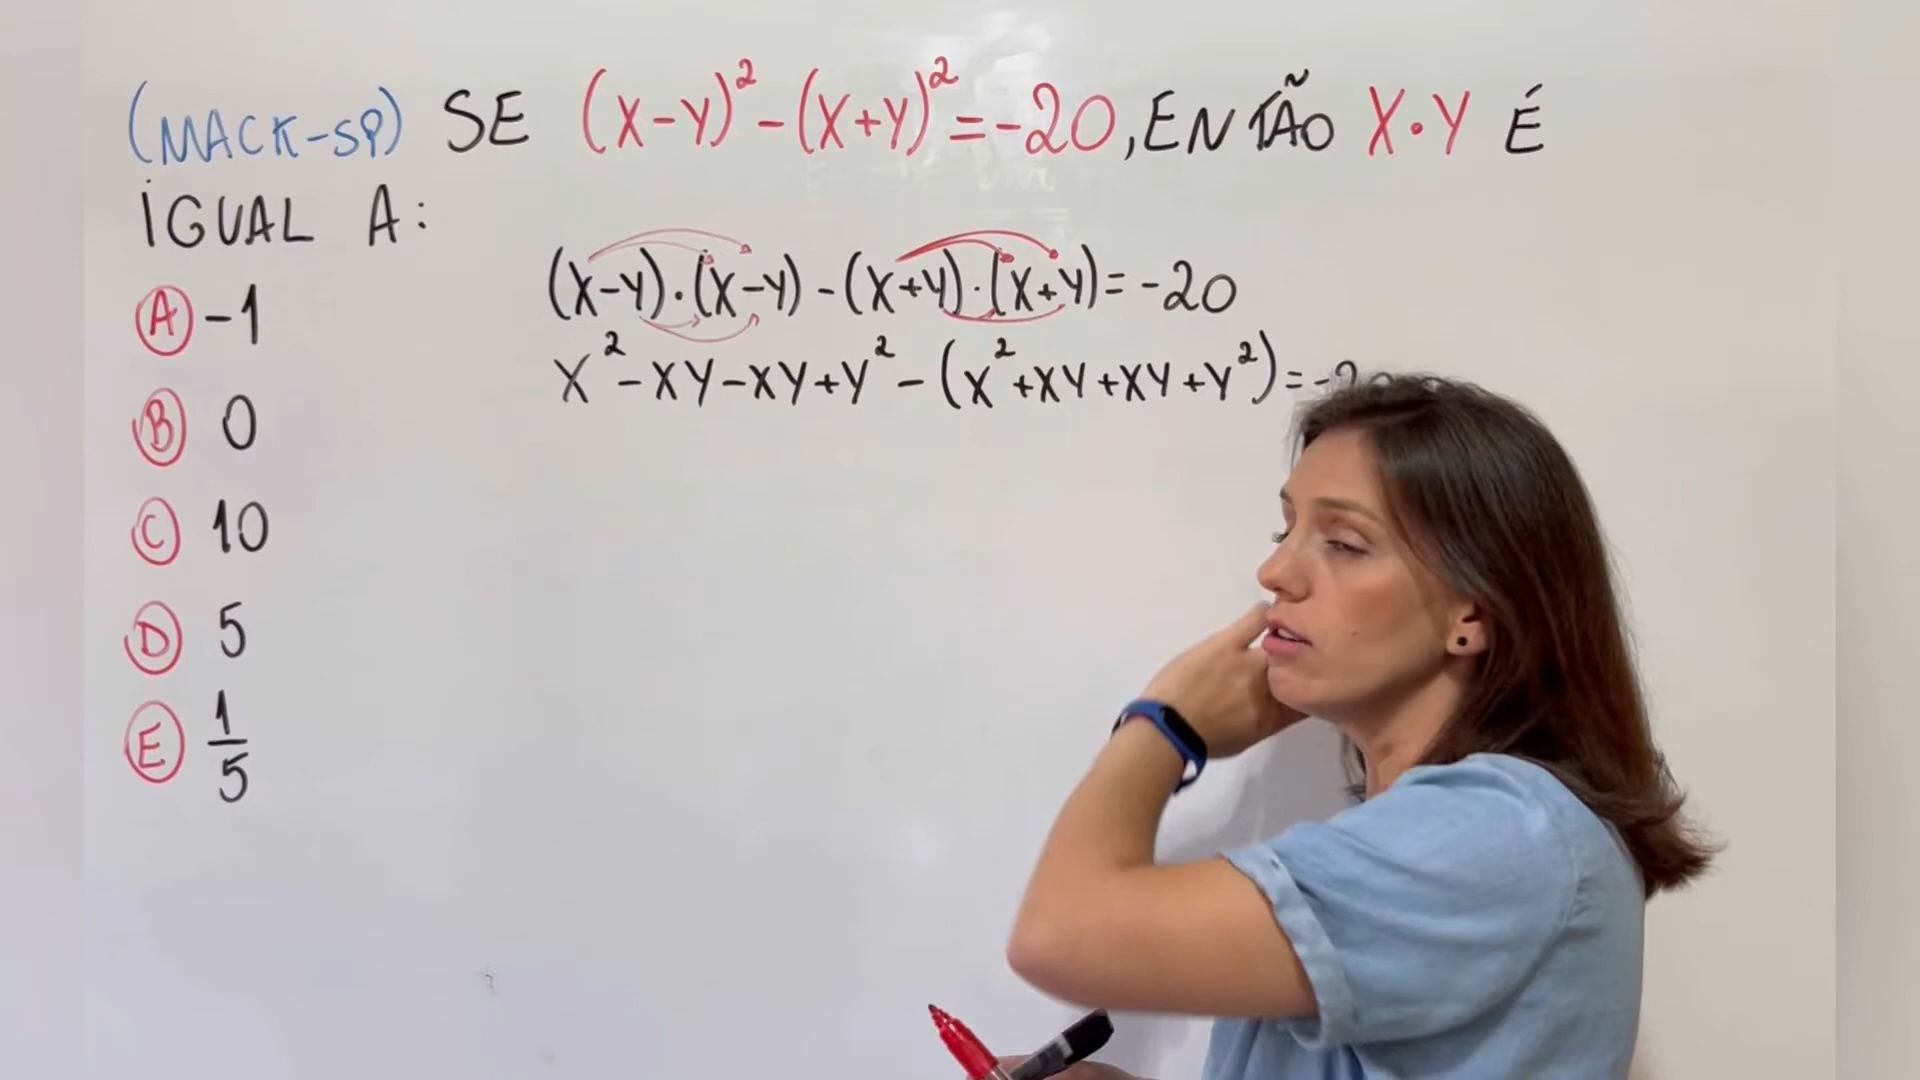 (MACK-SP) SE (X-Y)² - (X+Y)² = -20, ENTÃO X·Y É
IGUAL A:
(X-Y)·(X-Y) - (X+Y)·(X+Y) = -20
X² - XY - XY + Y² - (X² + XY + XY + Y²) =
A -1
B 0
C 10
D 5
E 1/5